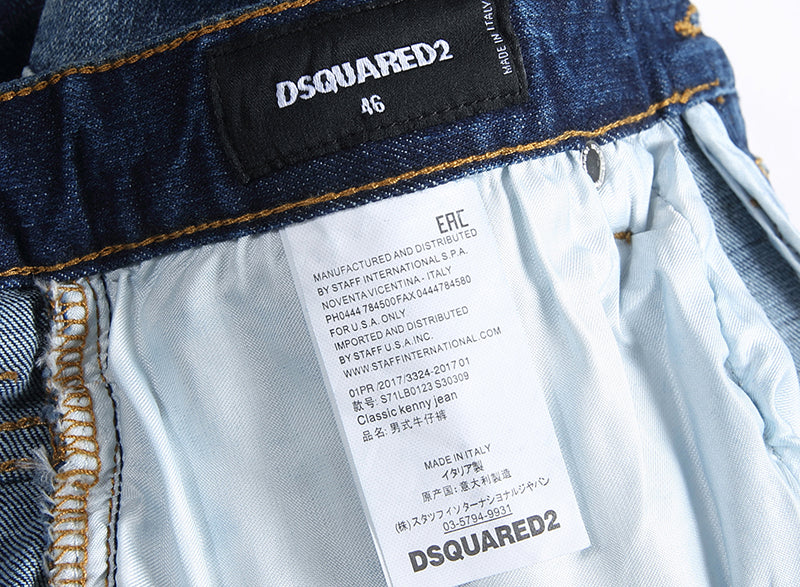 DSQUARED2
46
MADE IN ITALY
EAC
MANUFACTURED AND DISTRIBUTED
BY STAFF INTERNATIONAL S.P.A.
NOVENTA VICENTINA - ITALY
PH0444 784500FAX 0444784580
FOR U.S.A. ONLY
IMPORTED AND DISTRIBUTED
BY STAFF U.S.A.INC.
WWW.STAFFINTERNATIONAL.COM
01PR /2017/3324-2017 01
款号: S71LB0123 S30309
Classic kenny jean
品名: 男式牛仔裤
MADE IN ITALY
イタリア製
原产国: 意大利製造
(株)スタッフィソターナショナルジャパン
03-5794-9931
DSQUARED2